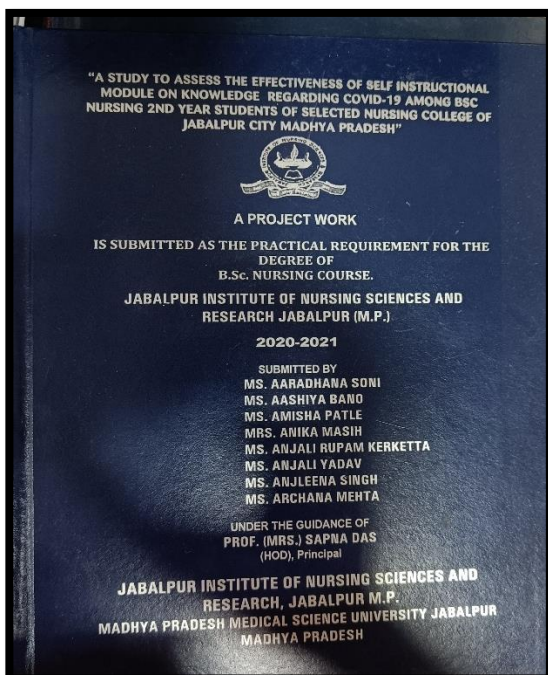 “A STUDY TO ASSESS THE EFFECTIVENESS OF SELF INSTRUCTIONAL
MODULE ON KNOWLEDGE REGARDING COVID-19 AMONG BSC
NURSING 2ND YEAR STUDENTS OF SELECTED NURSING COLLEGE OF
JABALPUR CITY MADHYA PRADESH”
A PROJECT WORK
IS SUBMITTED AS THE PRACTICAL REQUIREMENT FOR THE
DEGREE OF
B.Sc. NURSING COURSE.
JABALPUR INSTITUTE OF NURSING SCIENCES AND
RESEARCH JABALPUR (M.P.)
2020-2021
SUBMITTED BY
MS. AARADHANA SONI
MS. AASHIYA BANO
MS. AMISHA PATLE
MRS. ANIKA MASIH
MS. ANJALI RUPAM KERKETTA
MS. ANJALI YADAV
MS. ANJLEENA SINGH
MS. ARCHANA MEHTA
UNDER THE GUIDANCE OF
PROF. (MRS.) SAPNA DAS
(HOD), Principal
JABALPUR INSTITUTE OF NURSING SCIENCES AND
RESEARCH, JABALPUR M.P.
MADHYA PRADESH MEDICAL SCIENCE UNIVERSITY JABALPUR
MADHYA PRADESH